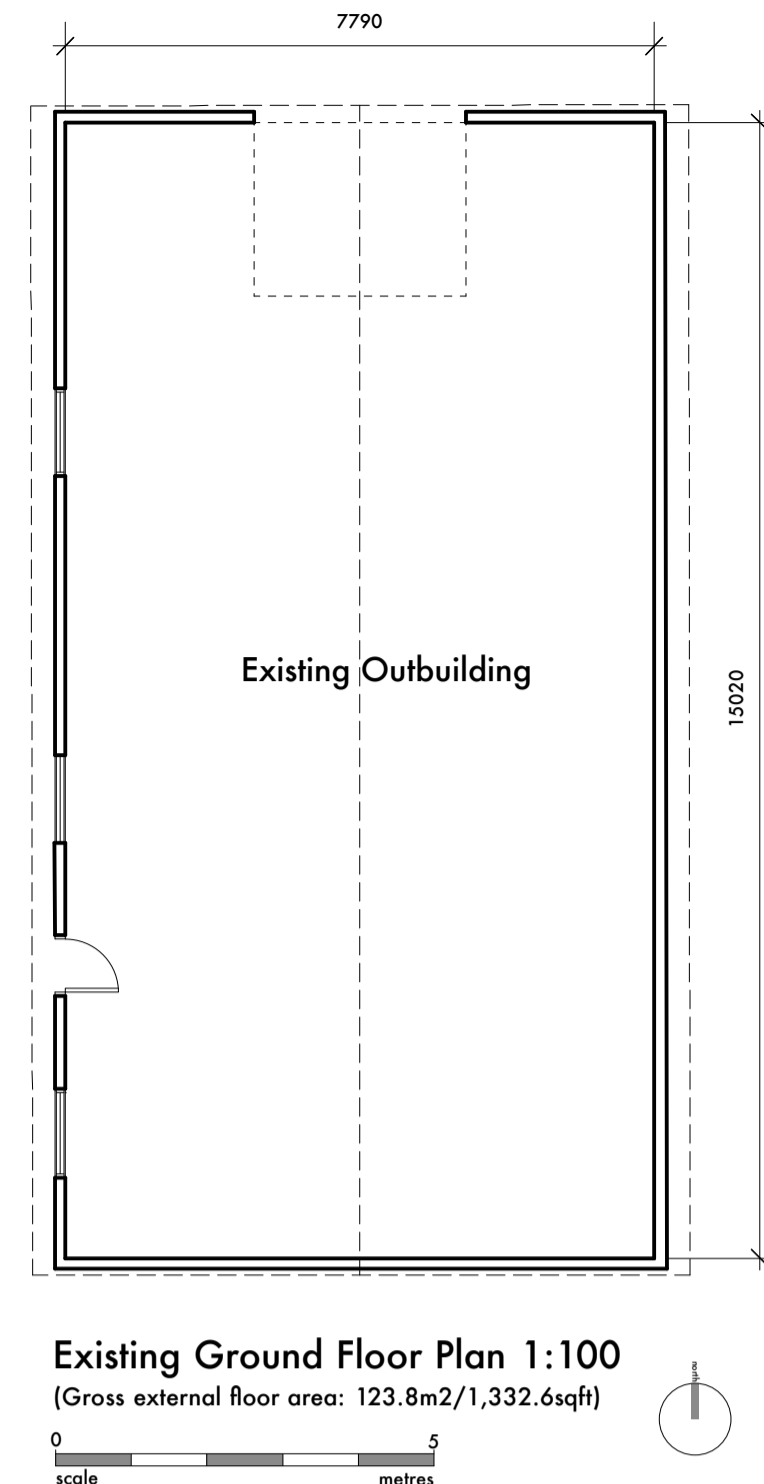 7790
15020
Existing Outbuilding
Existing Ground Floor Plan 1:100
(Gross external floor area: 123.8m2/1,332.6sqft)
north
0 5
scale metres